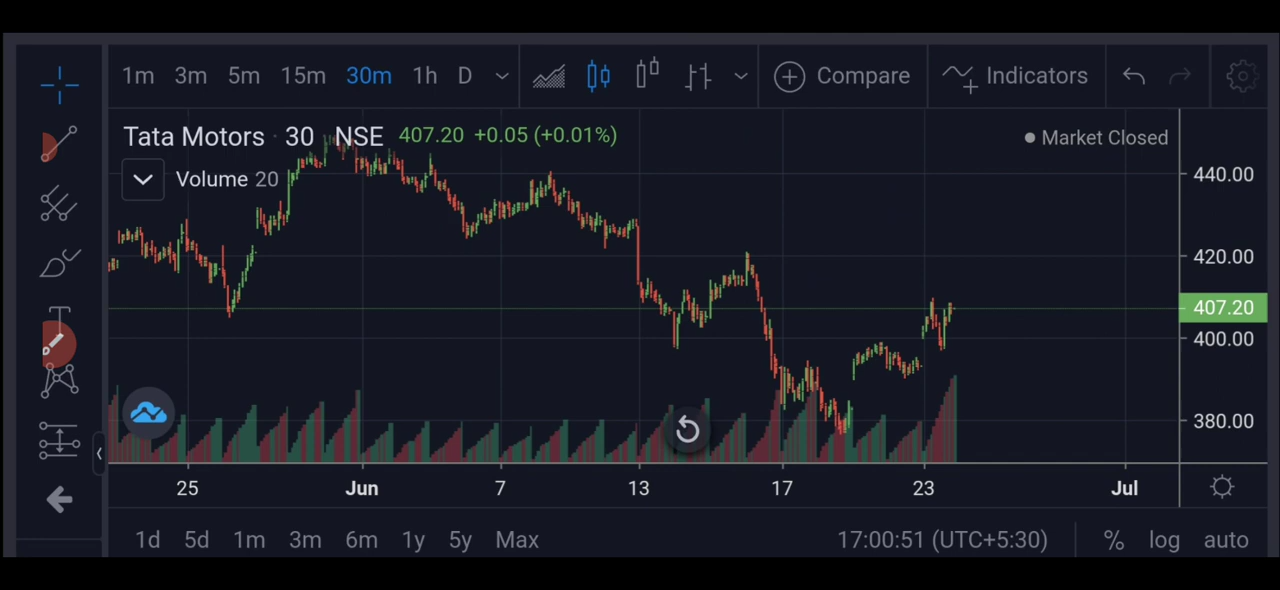 1m 3m 5m 15m 30m 1h D Compare Indicators
Tata Motors · 30 NSE 407.20 +0.05 (+0.01%) Market Closed
Volume 20
440.00
420.00
407.20
400.00
380.00
25 Jun 7 13 17 23 Jul
1d 5d 1m 3m 6m 1y 5y Max 17:00:51 (UTC+5:30) % log auto